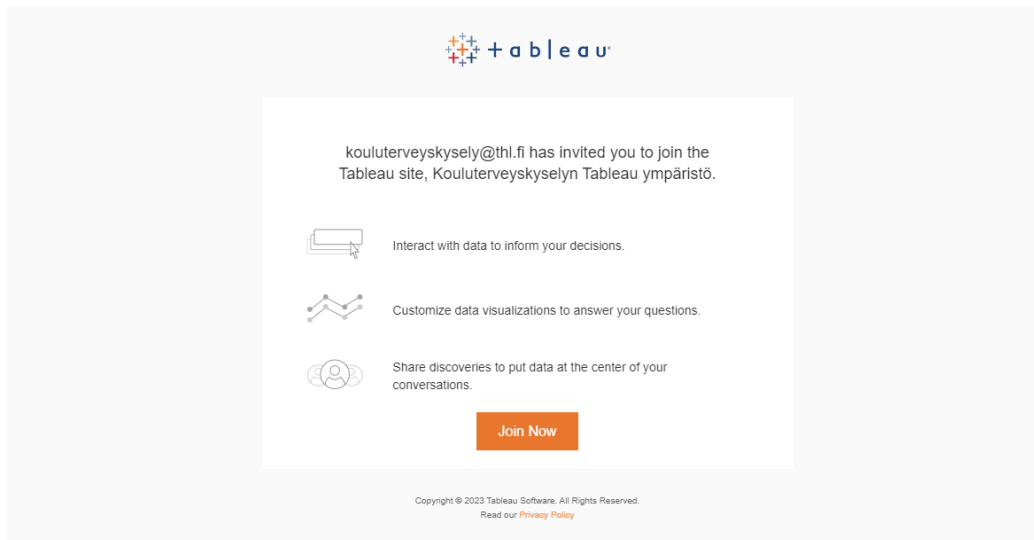 + a b l e a u
kouluterveyskysely@thl.fi has invited you to join the
Tableau site, Kouluterveyskyselyn Tableau ympäristö.
Interact with data to inform your decisions.
Customize data visualizations to answer your questions.
Share discoveries to put data at the center of your
conversations.
Join Now
Copyright © 2023 Tableau Software. All Rights Reserved.
Read our Privacy Policy